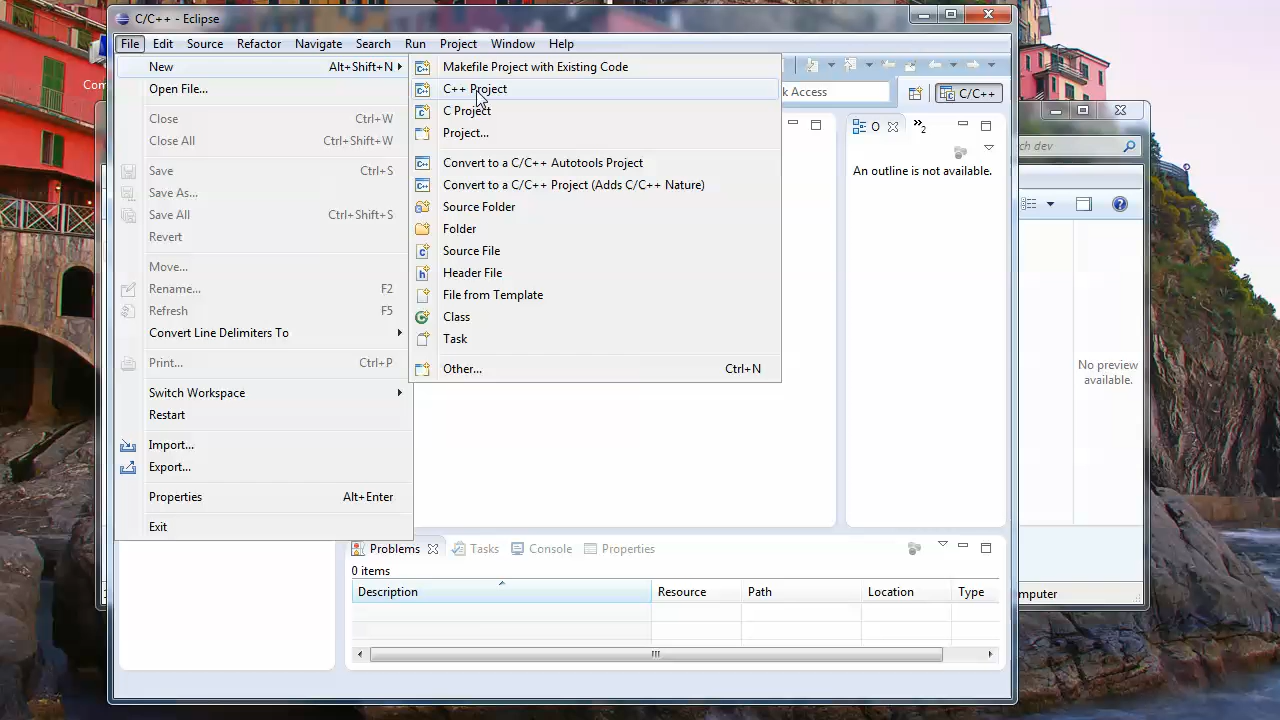 C/C++ - Eclipse
File Edit Source Refactor Navigate Search Run Project Window Help
New Alt+Shift+N
Open File...
Close Ctrl+W
Close All Ctrl+Shift+W
Save Ctrl+S
Save As...
Save All Ctrl+Shift+S
Revert
Move...
Rename... F2
Refresh F5
Convert Line Delimiters To
Print... Ctrl+P
Switch Workspace
Restart
Import...
Export...
Properties Alt+Enter
Exit
Makefile Project with Existing Code
C++ Project
C Project
Project...
Convert to a C/C++ Autotools Project
Convert to a C/C++ Project (Adds C/C++ Nature)
Source Folder
Folder
Source File
Header File
File from Template
Class
Task
Other... Ctrl+N
k Access
C/C++
O
2
An outline is not available.
Com
ch dev
No preview
available.
Problems Tasks Console Properties
0 items
Description Resource Path Location Type
mputer